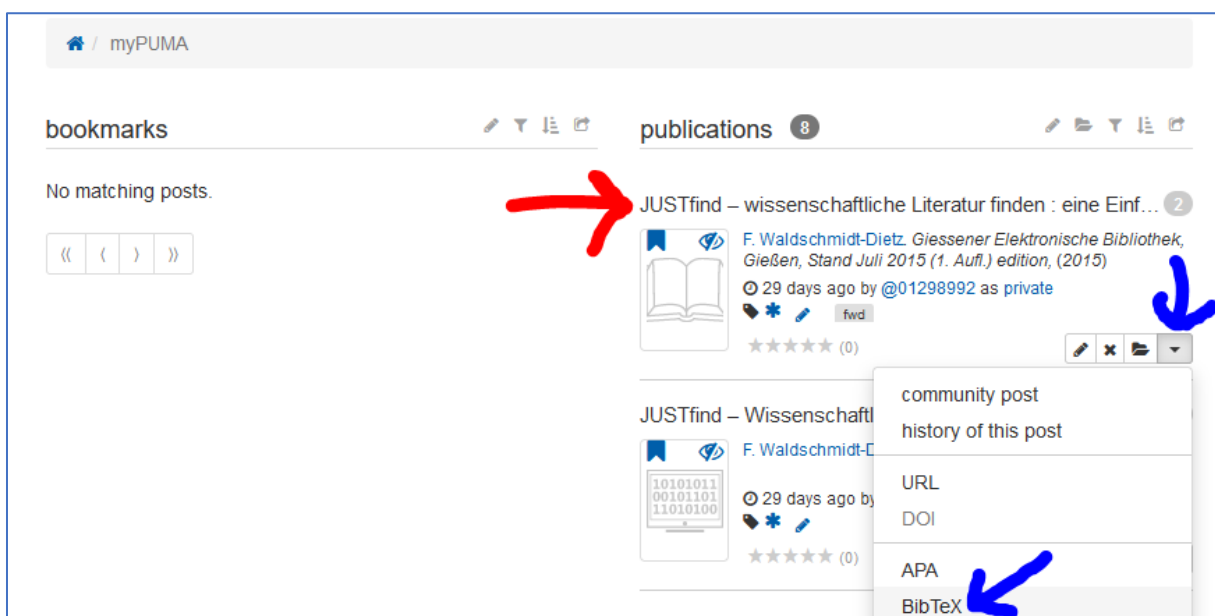 / myPUMA
bookmarks
No matching posts.
⟨⟨ ⟨ ⟩ ⟩⟩
publications 8
JUSTfind – wissenschaftliche Literatur finden : eine Einf… 2
F. Waldschmidt-Dietz. Giessener Elektronische Bibliothek,
Gießen, Stand Juli 2015 (1. Aufl.) edition, (2015)
29 days ago by @01298992 as private
fwd
(0)
JUSTfind – Wissenschaftl
F. Waldschmidt-D
10101011
00101101
11010100
29 days ago by
(0)
community post
history of this post
URL
DOI
APA
BibTeX